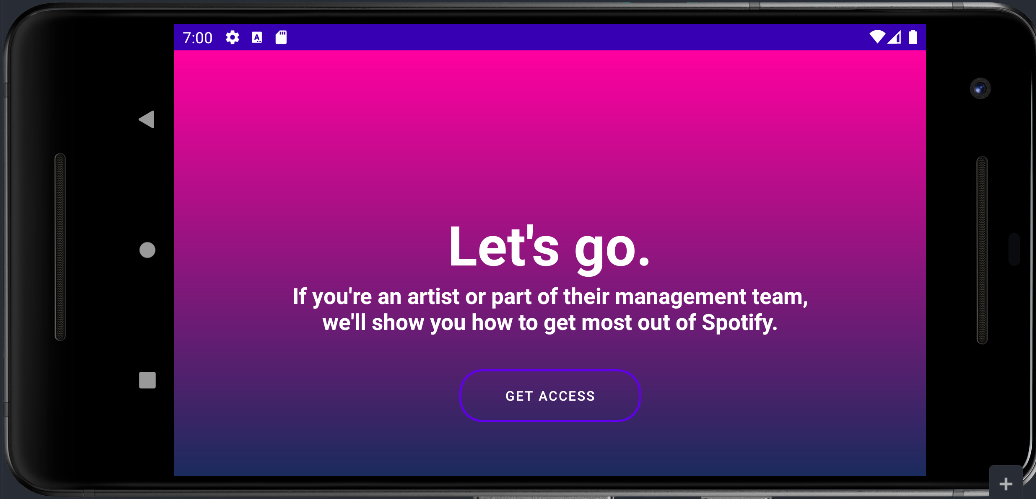 7:00
Let's go.
If you're an artist or part of their management team,
we'll show you how to get most out of Spotify.
GET ACCESS